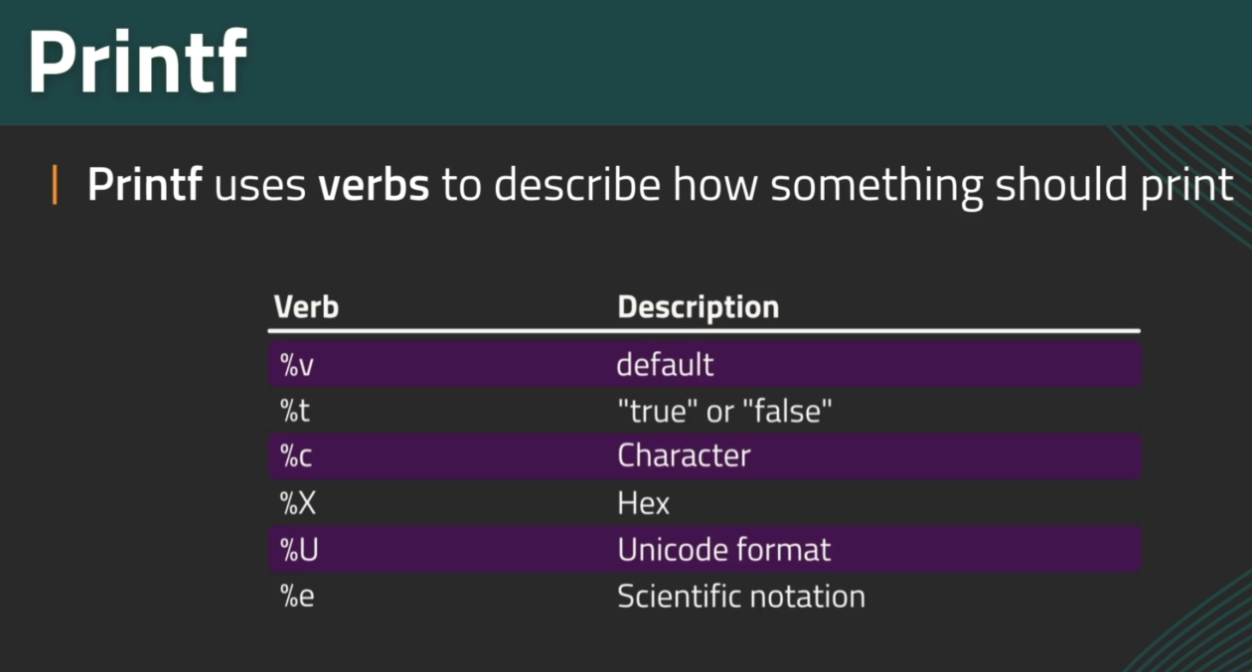 Printf
Printf uses verbs to describe how something should print
Verb Description
%v default
%t "true" or "false"
%c Character
%X Hex
%U Unicode format
%e Scientific notation